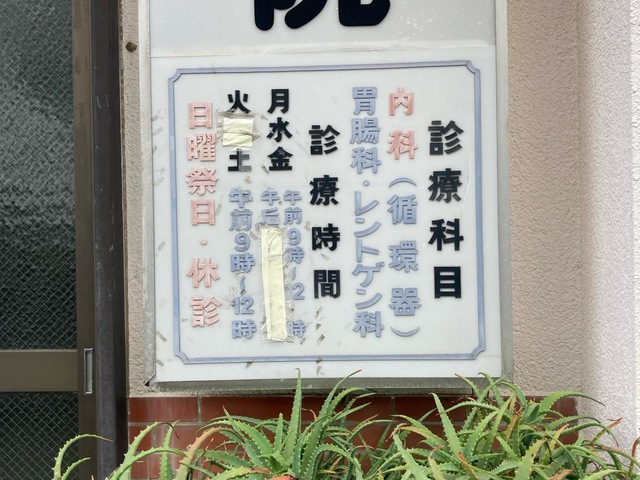 院
診療科目
内科(循環器)
胃腸科・レントゲン科
診療時間
月水金 午前9時～2時
午后
火 土 午前9時～12時
日曜祭日・休診